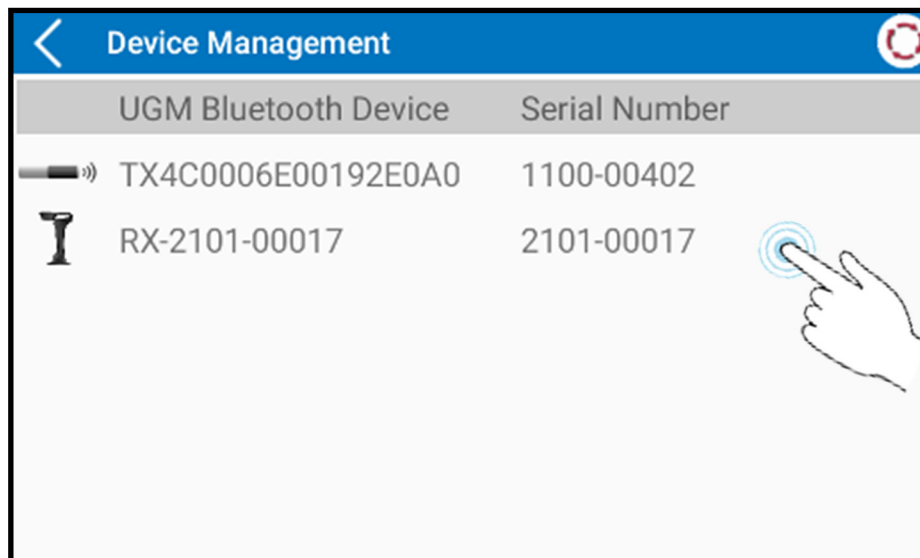 Device Management
UGM Bluetooth Device Serial Number
TX4C0006E00192E0A0 1100-00402
RX-2101-00017 2101-00017